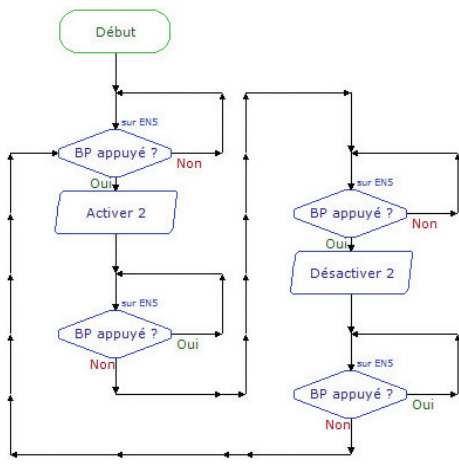 Début
sur EN5
BP appuyé ?
Non
Oui
Activer 2
sur EN5
BP appuyé ?
Oui
Non
sur EN5
BP appuyé ?
Non
Oui
Désactiver 2
sur EN5
BP appuyé ?
Oui
Non